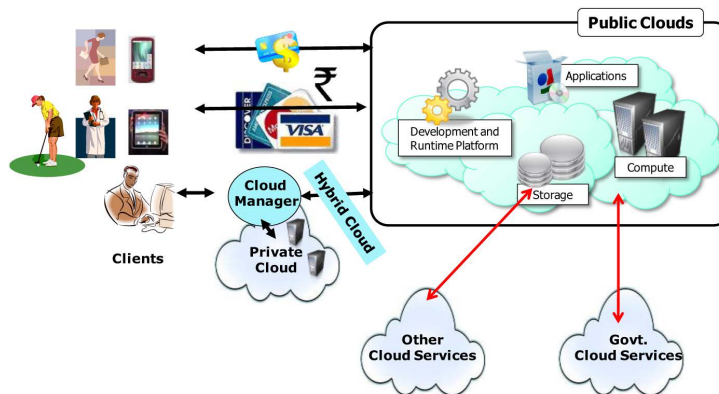 Public Clouds
Applications
Development and
Runtime Platform
Compute
Storage
DISCOVER
VISA
₹
$
Cloud
Manager
Hybrid Cloud
Private
Cloud
Clients
Other
Cloud Services
Govt.
Cloud Services